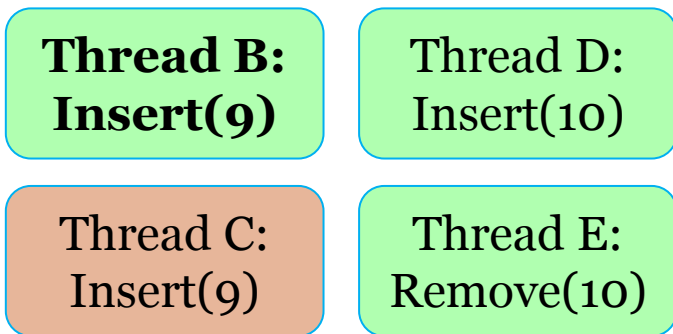 Thread B:
Insert(9)
Thread D:
Insert(10)
Thread C:
Insert(9)
Thread E:
Remove(10)